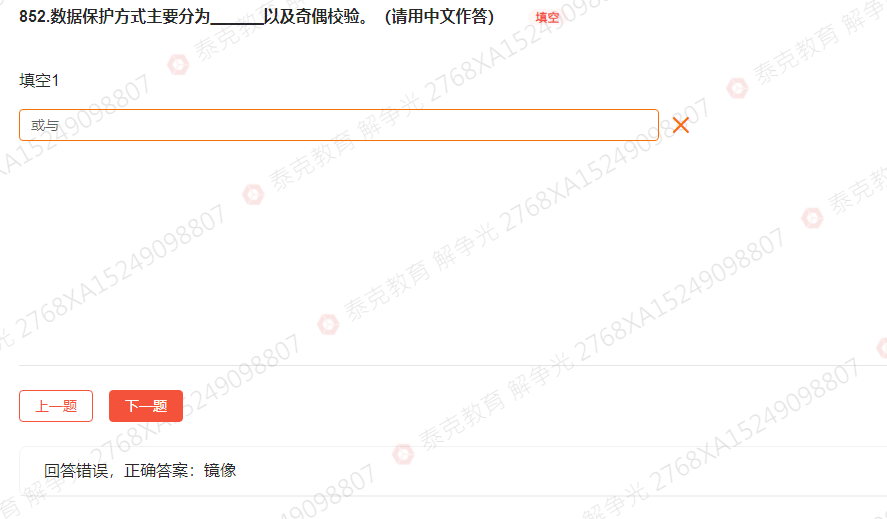 852.数据保护方式主要分为______以及奇偶校验。（请用中文作答） 填空
填空1
或与
上一题
下一题
回答错误，正确答案：镜像
泰克教育 解争光 2768XA15249098807